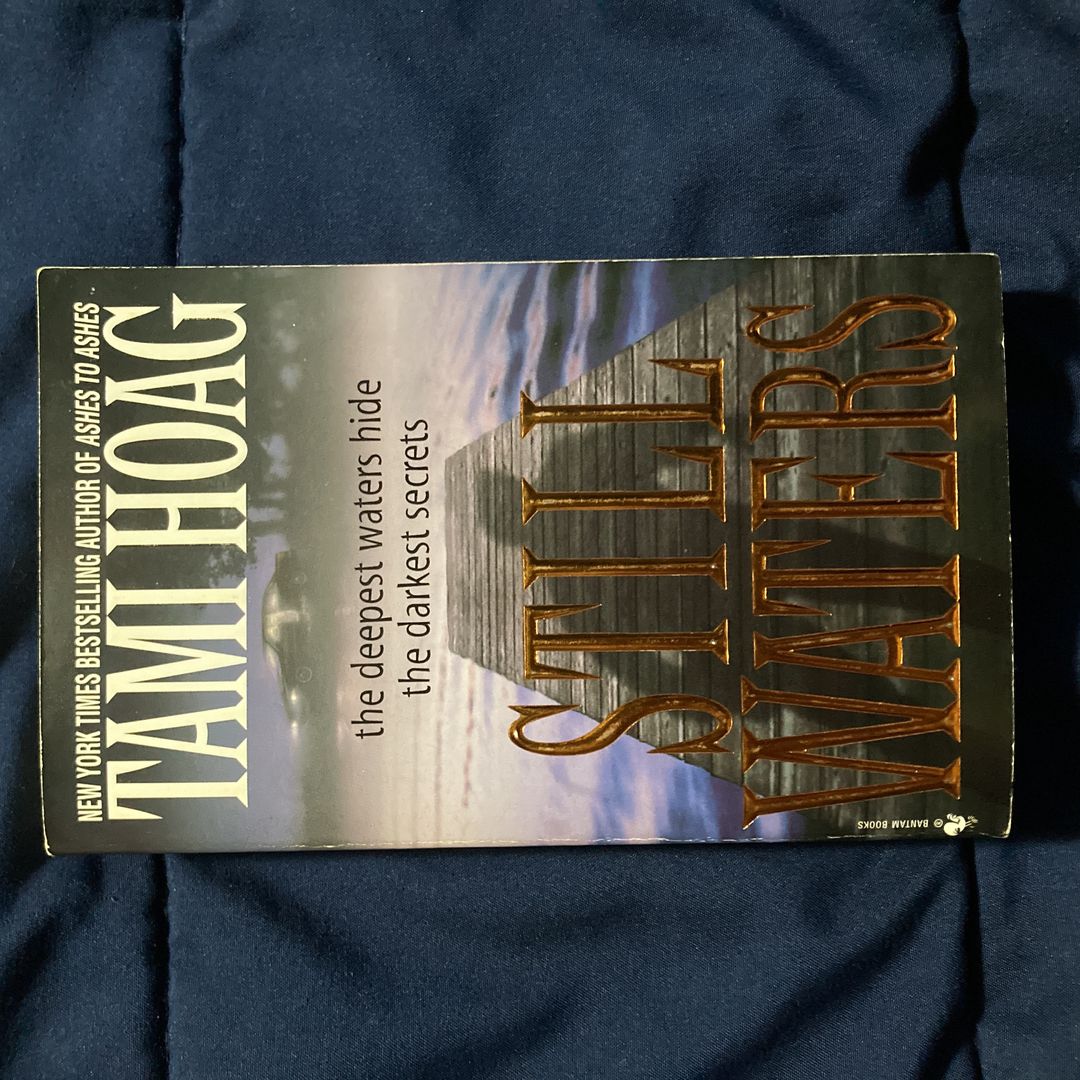 NEW YORK TIMES BESTSELLING AUTHOR OF ASHES TO ASHES
TAMI HOAG
the deepest waters hide
the darkest secrets
STILL
WATERS
BANTAM BOOKS